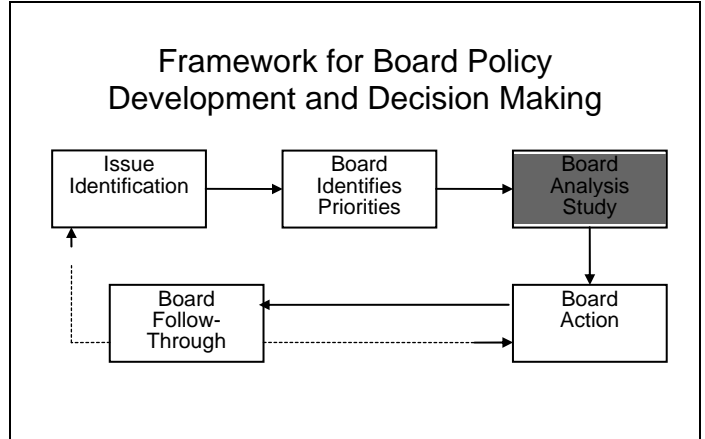 Framework for Board Policy
Development and Decision Making
Issue
Identification
Board
Identifies
Priorities
Board
Analysis
Study
Board
Follow-
Through
Board
Action